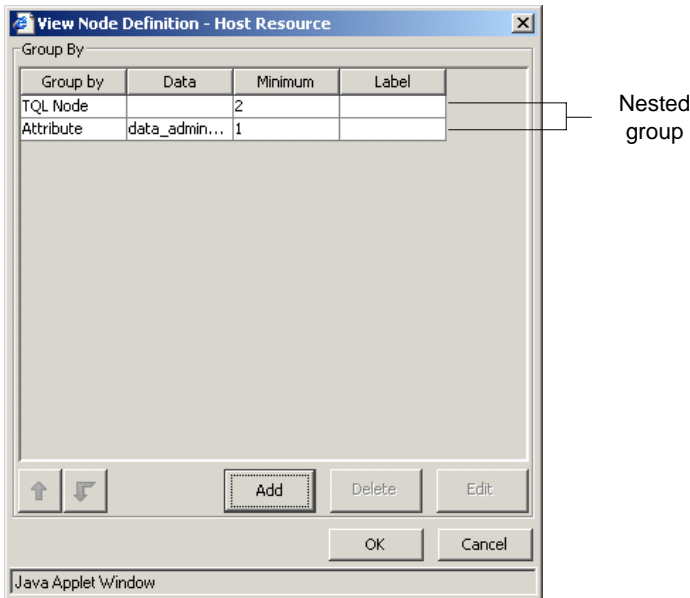 View Node Definition - Host Resource
Group By
Group by Data Minimum Label
TQL Node 2
Attribute data_admin... 1
Nested
group
Add Delete Edit
OK Cancel
Java Applet Window